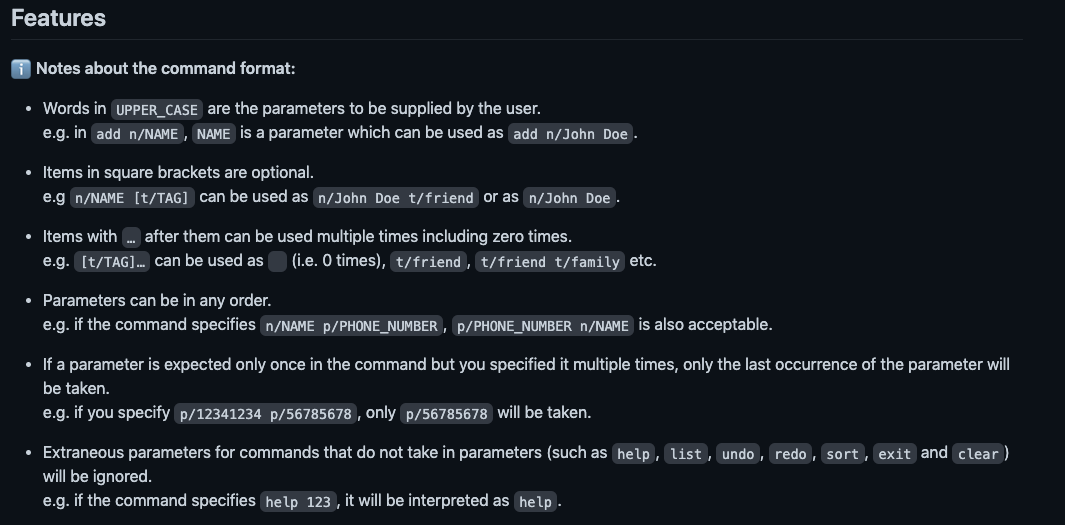 Features
ℹ️ Notes about the command format:
• Words in UPPER_CASE are the parameters to be supplied by the user.
e.g. in add n/NAME, NAME is a parameter which can be used as add n/John Doe.
• Items in square brackets are optional.
e.g n/NAME [t/TAG] can be used as n/John Doe t/friend or as n/John Doe.
• Items with … after them can be used multiple times including zero times.
e.g. [t/TAG]… can be used as   (i.e. 0 times), t/friend, t/friend t/family etc.
• Parameters can be in any order.
e.g. if the command specifies n/NAME p/PHONE_NUMBER, p/PHONE_NUMBER n/NAME is also acceptable.
• If a parameter is expected only once in the command but you specified it multiple times, only the last occurrence of the parameter will
be taken.
e.g. if you specify p/12341234 p/56785678, only p/56785678 will be taken.
• Extraneous parameters for commands that do not take in parameters (such as help, list, undo, redo, sort, exit and clear)
will be ignored.
e.g. if the command specifies help 123, it will be interpreted as help.